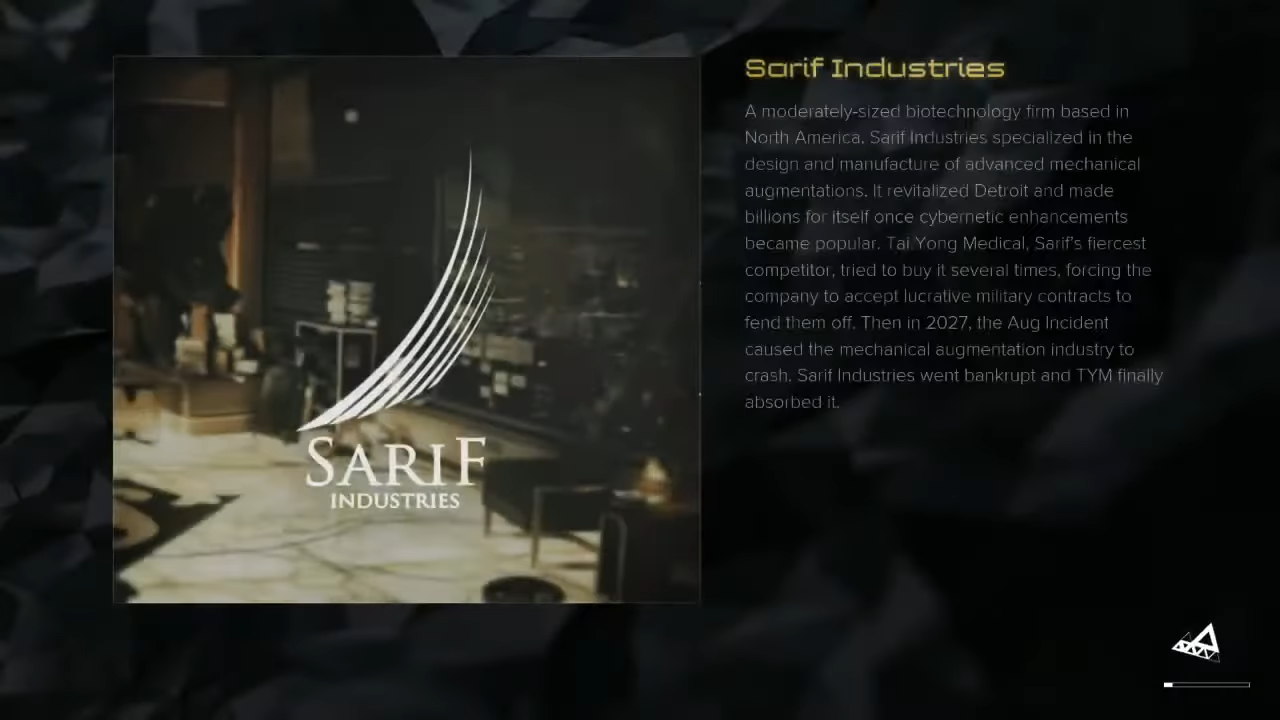 Sarif Industries
A moderately-sized biotechnology firm based in
North America. Sarif Industries specialized in the
design and manufacture of advanced mechanical
augmentations. It revitalized Detroit and made
billions for itself once cybernetic enhancements
became popular. Tai Yong Medical, Sarif's fiercest
competitor, tried to buy it several times, forcing the
company to accept lucrative military contracts to
fend them off. Then in 2027, the Aug Incident
caused the mechanical augmentation industry to
crash. Sarif Industries went bankrupt and TYM finally
absorbed it.
SARIF
INDUSTRIES